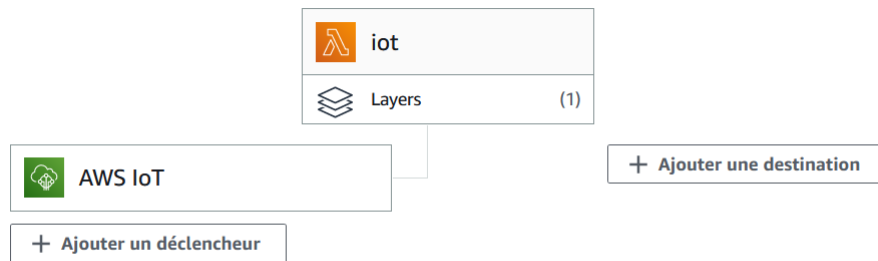 iot
Layers (1)
AWS IoT
Ajouter une destination
Ajouter un déclencheur